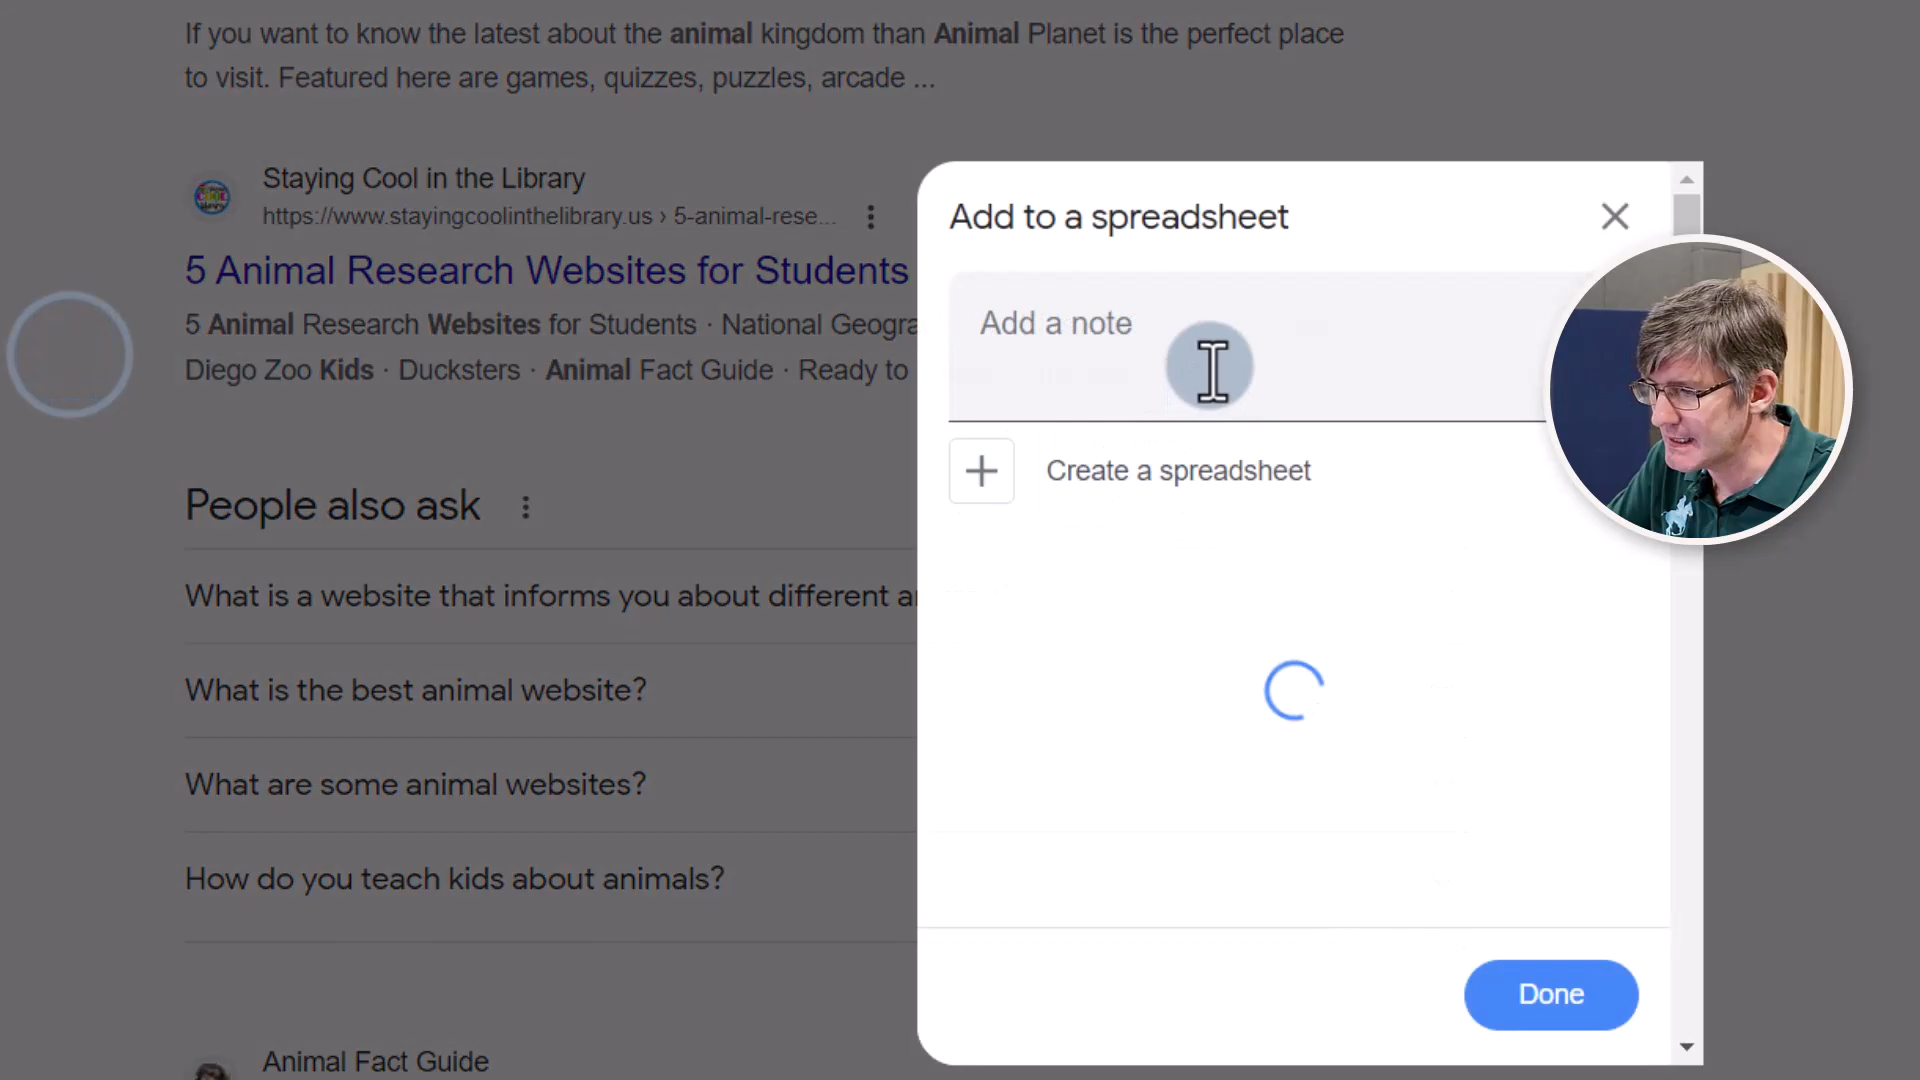 If you want to know the latest about the animal kingdom than Animal Planet is the perfect place
to visit. Featured here are games, quizzes, puzzles, arcade ...
Staying Cool in the Library
https://www.stayingcoolinthelibrary.us › 5-animal-rese...
5 Animal Research Websites for Students
5 Animal Research Websites for Students · National Geogra
Diego Zoo Kids · Ducksters · Animal Fact Guide · Ready to
People also ask
What is a website that informs you about different a
What is the best animal website?
What are some animal websites?
How do you teach kids about animals?
Animal Fact Guide
Add to a spreadsheet
Add a note
Create a spreadsheet
Done